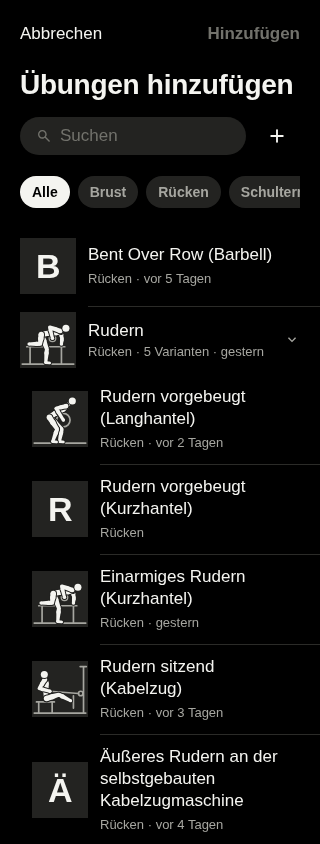 Abbrechen
Hinzufügen
Übungen hinzufügen
Suchen
Alle
Brust
Rücken
Schultern
B
Bent Over Row (Barbell)
Rücken · vor 5 Tagen
Rudern
Rücken · 5 Varianten · gestern
Rudern vorgebeugt
(Langhantel)
Rücken · vor 2 Tagen
R
Rudern vorgebeugt
(Kurzhantel)
Rücken
Einarmiges Rudern
(Kurzhantel)
Rücken · gestern
Rudern sitzend
(Kabelzug)
Rücken · vor 3 Tagen
Ä
Äußeres Rudern an der
selbstgebauten
Kabelzugmaschine
Rücken · vor 4 Tagen